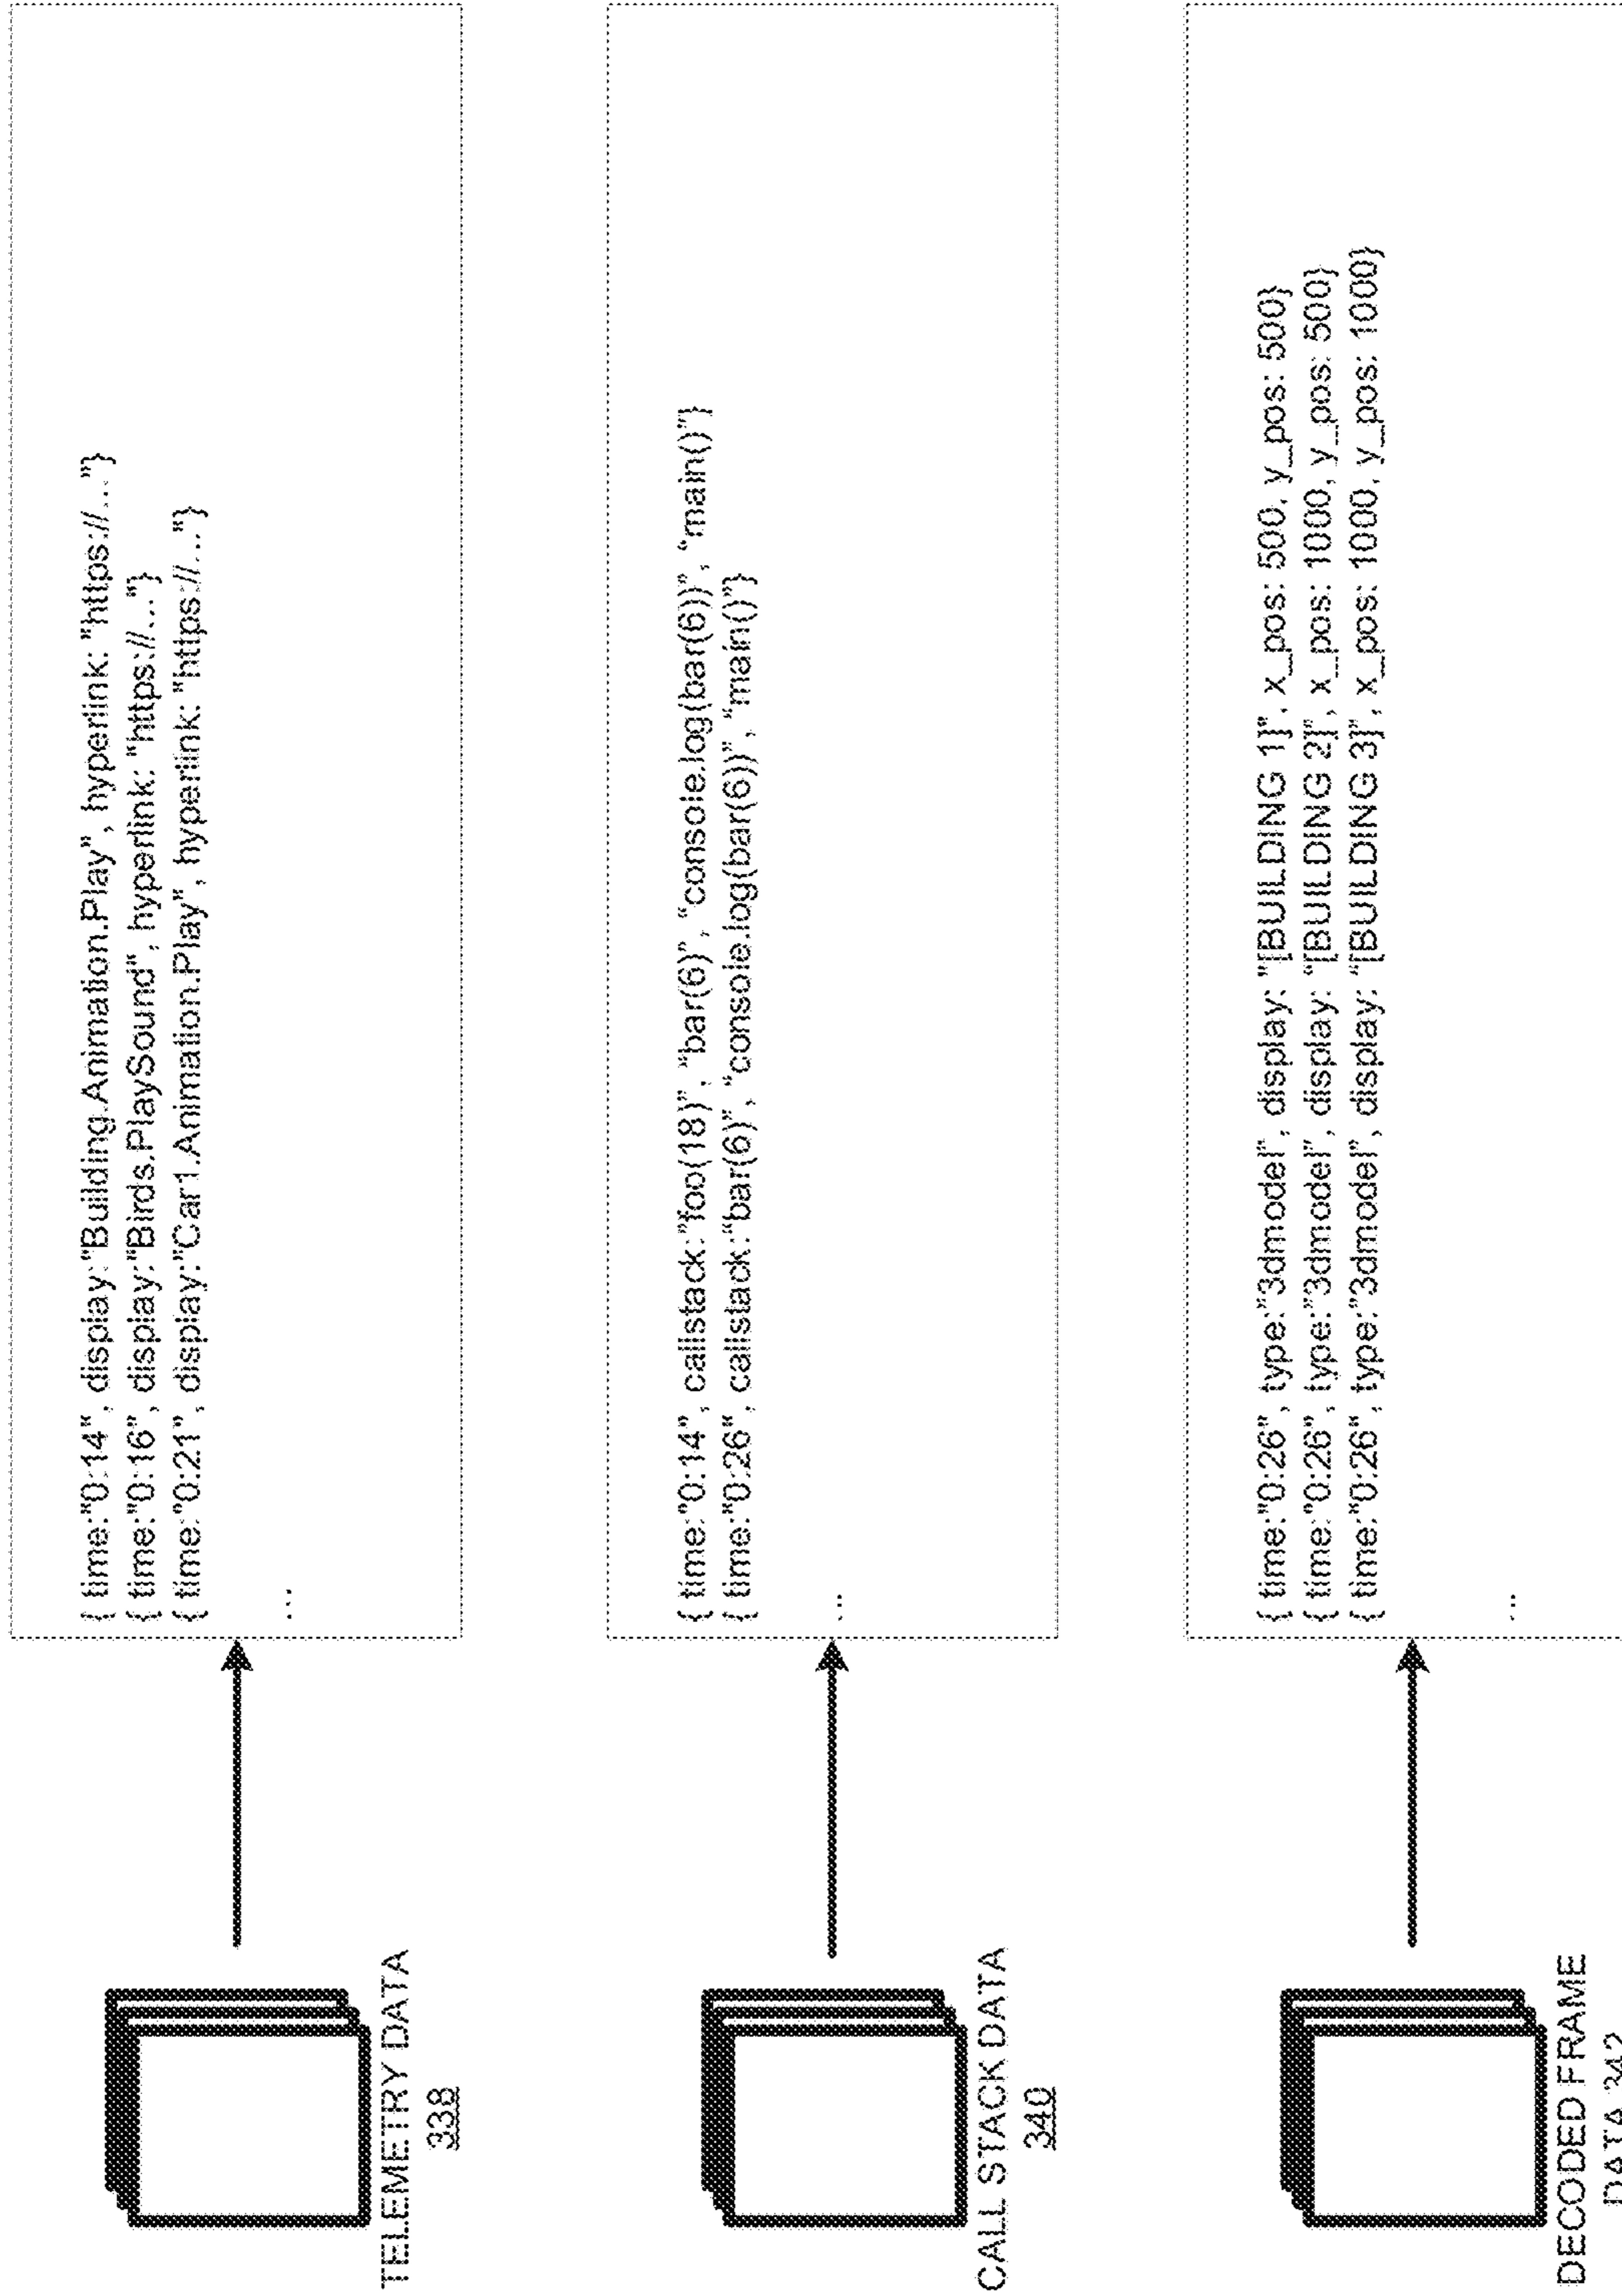 { time:"0:14", display:"Building.Animation.Play", hyperlink: "https://..."}
{ time:"0:16", display:"Birds.PlaySound", hyperlink: "https://..."}
{ time:"0:21", display:"Car1.Animation.Play", hyperlink: "https://..."}
...
TELEMETRY DATA
338
{ time:"0:14", callstack:"foo(18)", "bar(6)", "console.log(bar(6))", "main()"}
{ time:"0:26", callstack:"bar(6)", "console.log(bar(6))", "main()"}
...
CALL STACK DATA
340
{ time:"0:26", type:"3dmodel", display: "[BUILDING 1]", x_pos: 500, y_pos: 500}
{ time:"0:26", type:"3dmodel", display: "[BUILDING 2]", x_pos: 1000, y_pos: 500}
{ time:"0:26", type:"3dmodel", display: "[BUILDING 3]", x_pos: 1000, y_pos: 1000}
...
DECODED FRAME
DATA 342